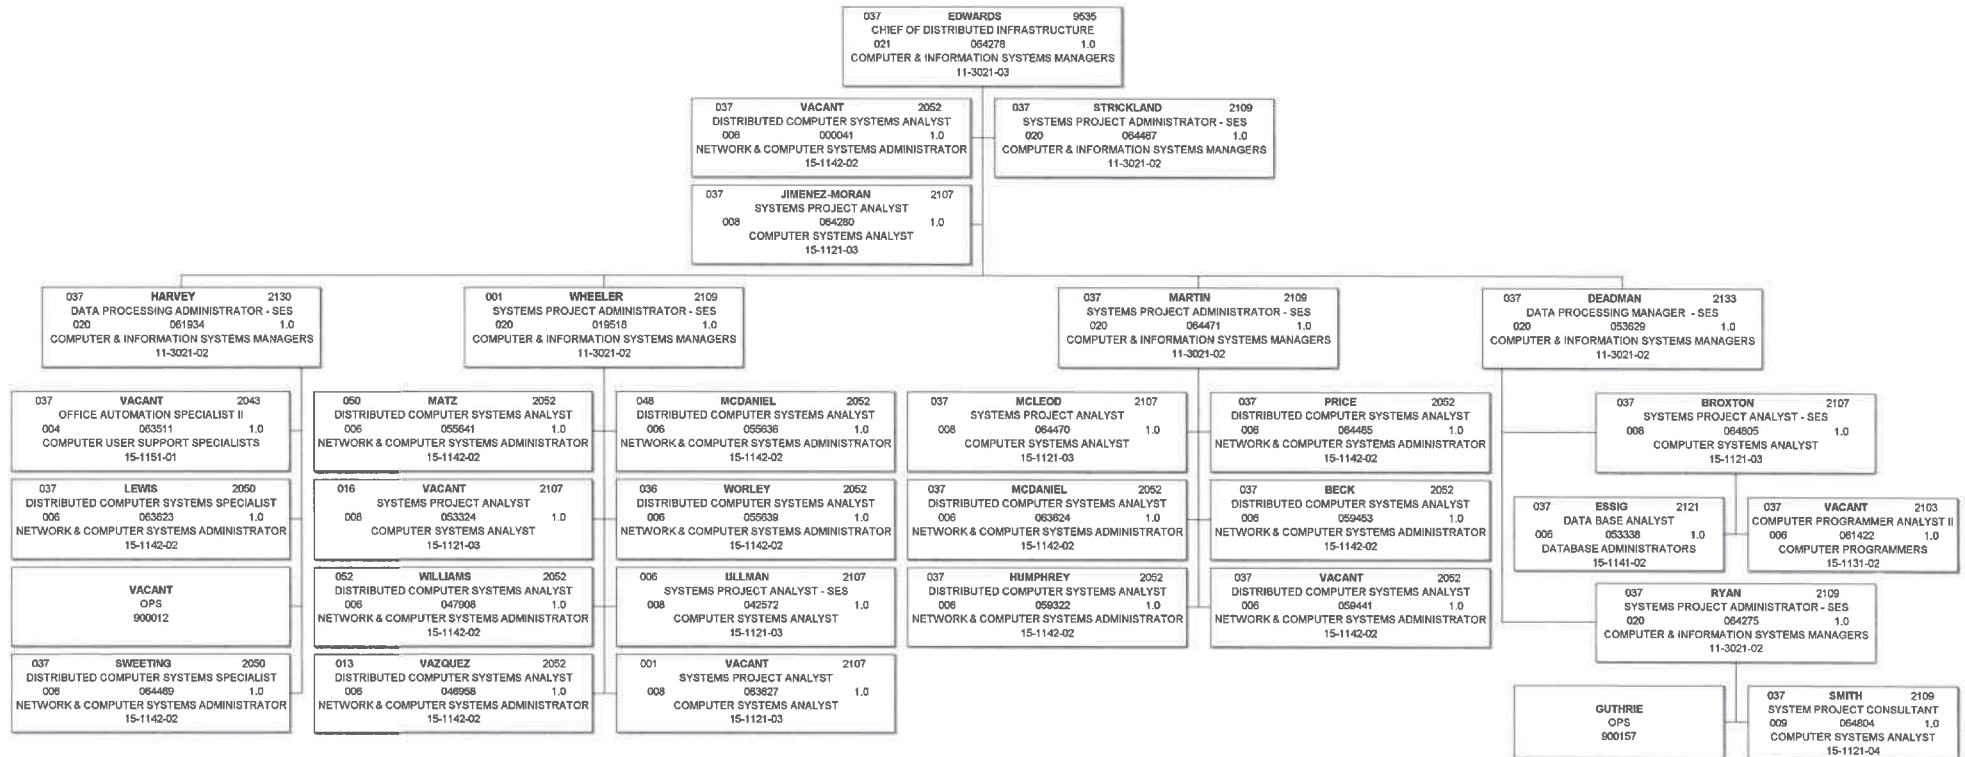 037 EDWARDS 9535
CHIEF OF DISTRIBUTED INFRASTRUCTURE
021 064278 1.0
COMPUTER & INFORMATION SYSTEMS MANAGERS
11-3021-03
037 VACANT 2052
DISTRIBUTED COMPUTER SYSTEMS ANALYST
006 000041 1.0
NETWORK & COMPUTER SYSTEMS ADMINISTRATOR
15-1142-02
037 STRICKLAND 2109
SYSTEMS PROJECT ADMINISTRATOR - SES
020 064467 1.0
COMPUTER & INFORMATION SYSTEMS MANAGERS
11-3021-02
037 JIMENEZ-MORAN 2107
SYSTEMS PROJECT ANALYST
008 064280 1.0
COMPUTER SYSTEMS ANALYST
15-1121-03
037 HARVEY 2130
DATA PROCESSING ADMINISTRATOR - SES
020 061934 1.0
COMPUTER & INFORMATION SYSTEMS MANAGERS
11-3021-02
001 WHEELER 2109
SYSTEMS PROJECT ADMINISTRATOR - SES
020 019518 1.0
COMPUTER & INFORMATION SYSTEMS MANAGERS
11-3021-02
037 MARTIN 2109
SYSTEMS PROJECT ADMINISTRATOR - SES
020 064471 1.0
COMPUTER & INFORMATION SYSTEMS MANAGERS
11-3021-02
037 DEADMAN 2133
DATA PROCESSING MANAGER - SES
020 053629 1.0
COMPUTER & INFORMATION SYSTEMS MANAGERS
11-3021-02
037 VACANT 2043
OFFICE AUTOMATION SPECIALIST II
004 063511 1.0
COMPUTER USER SUPPORT SPECIALISTS
15-1151-01
037 LEWIS 2050
DISTRIBUTED COMPUTER SYSTEMS SPECIALIST
006 063623 1.0
NETWORK & COMPUTER SYSTEMS ADMINISTRATOR
15-1142-02
VACANT
OPS
900012
037 SWEETING 2050
DISTRIBUTED COMPUTER SYSTEMS SPECIALIST
006 064469 1.0
NETWORK & COMPUTER SYSTEMS ADMINISTRATOR
15-1142-02
050 MATZ 2052
DISTRIBUTED COMPUTER SYSTEMS ANALYST
006 055641 1.0
NETWORK & COMPUTER SYSTEMS ADMINISTRATOR
15-1142-02
016 VACANT 2107
SYSTEMS PROJECT ANALYST
008 053324 1.0
COMPUTER SYSTEMS ANALYST
15-1121-03
052 WILLIAMS 2052
DISTRIBUTED COMPUTER SYSTEMS ANALYST
006 047908 1.0
NETWORK & COMPUTER SYSTEMS ADMINISTRATOR
15-1142-02
013 VAZQUEZ 2052
DISTRIBUTED COMPUTER SYSTEMS ANALYST
006 046958 1.0
NETWORK & COMPUTER SYSTEMS ADMINISTRATOR
15-1142-02
048 MCDANIEL 2052
DISTRIBUTED COMPUTER SYSTEMS ANALYST
006 055636 1.0
NETWORK & COMPUTER SYSTEMS ADMINISTRATOR
15-1142-02
036 WORLEY 2052
DISTRIBUTED COMPUTER SYSTEMS ANALYST
006 055639 1.0
NETWORK & COMPUTER SYSTEMS ADMINISTRATOR
15-1142-02
006 ULLMAN 2107
SYSTEMS PROJECT ANALYST - SES
008 042572 1.0
COMPUTER SYSTEMS ANALYST
15-1121-03
001 VACANT 2107
SYSTEMS PROJECT ANALYST
008 063627 1.0
COMPUTER SYSTEMS ANALYST
15-1121-03
037 MCLEOD 2107
SYSTEMS PROJECT ANALYST
008 064470 1.0
COMPUTER SYSTEMS ANALYST
15-1121-03
037 MCDANIEL 2052
DISTRIBUTED COMPUTER SYSTEMS ANALYST
006 063624 1.0
NETWORK & COMPUTER SYSTEMS ADMINISTRATOR
15-1142-02
037 HUMPHREY 2052
DISTRIBUTED COMPUTER SYSTEMS ANALYST
006 059322 1.0
NETWORK & COMPUTER SYSTEMS ADMINISTRATOR
15-1142-02
037 PRICE 2052
DISTRIBUTED COMPUTER SYSTEMS ANALYST
006 064465 1.0
NETWORK & COMPUTER SYSTEMS ADMINISTRATOR
15-1142-02
037 BECK 2052
DISTRIBUTED COMPUTER SYSTEMS ANALYST
006 059453 1.0
NETWORK & COMPUTER SYSTEMS ADMINISTRATOR
15-1142-02
037 VACANT 2052
DISTRIBUTED COMPUTER SYSTEMS ANALYST
006 059441 1.0
NETWORK & COMPUTER SYSTEMS ADMINISTRATOR
15-1142-02
037 BROXTON 2107
SYSTEMS PROJECT ANALYST - SES
008 064805 1.0
COMPUTER SYSTEMS ANALYST
15-1121-03
037 ESSIG 2121
DATA BASE ANALYST
006 053338 1.0
DATABASE ADMINISTRATORS
15-1141-02
037 VACANT 2103
COMPUTER PROGRAMMER ANALYST II
006 061422 1.0
COMPUTER PROGRAMMERS
15-1131-02
037 RYAN 2109
SYSTEMS PROJECT ADMINISTRATOR - SES
020 064275 1.0
COMPUTER & INFORMATION SYSTEMS MANAGERS
11-3021-02
GUTHRIE
OPS
900157
037 SMITH 2109
SYSTEM PROJECT CONSULTANT
009 064804 1.0
COMPUTER SYSTEMS ANALYST
15-1121-04